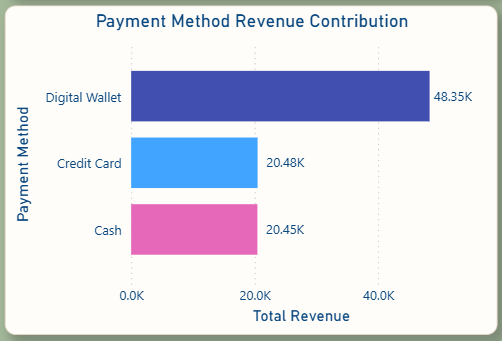 Payment Method Revenue Contribution
Payment Method
Digital Wallet
48.35K
Credit Card
20.48K
Cash
20.45K
0.0K
20.0K
40.0K
Total Revenue